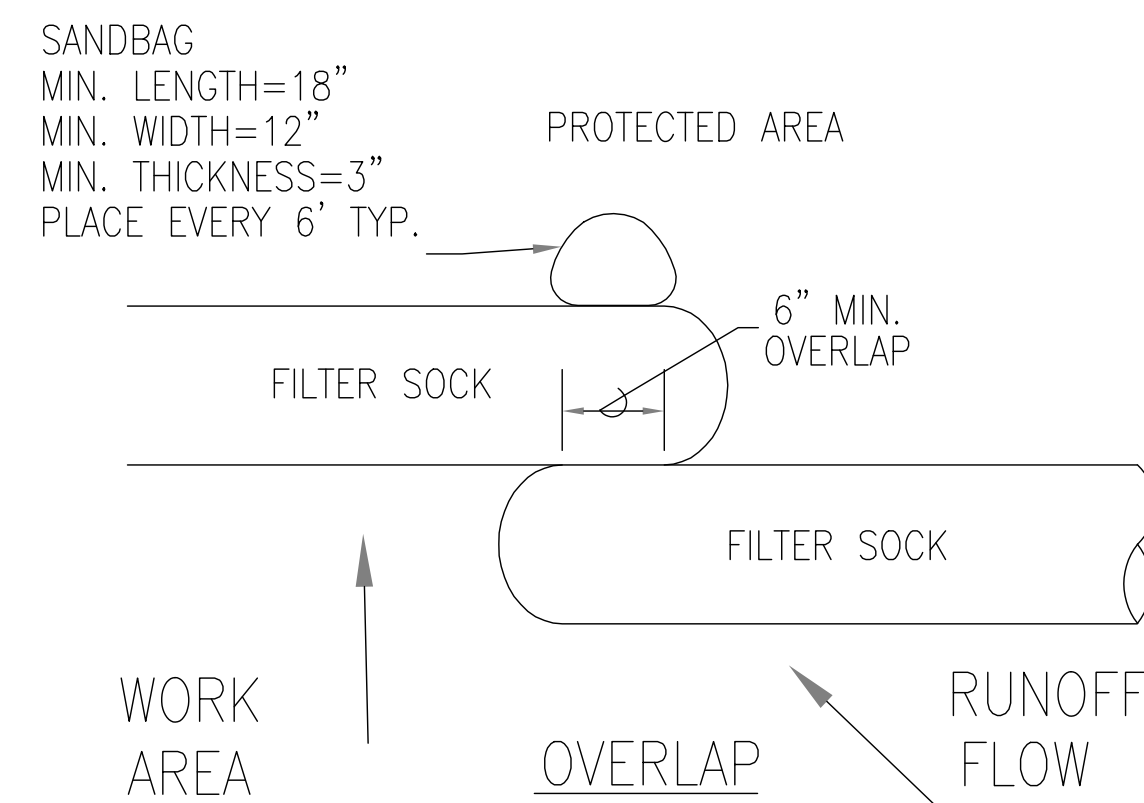 SANDBAG
MIN. LENGTH=18"
MIN. WIDTH=12"
MIN. THICKNESS=3"
PLACE EVERY 6' TYP.
PROTECTED AREA
6" MIN.
OVERLAP
FILTER SOCK
FILTER SOCK
WORK
AREA
OVERLAP
RUNOFF
FLOW